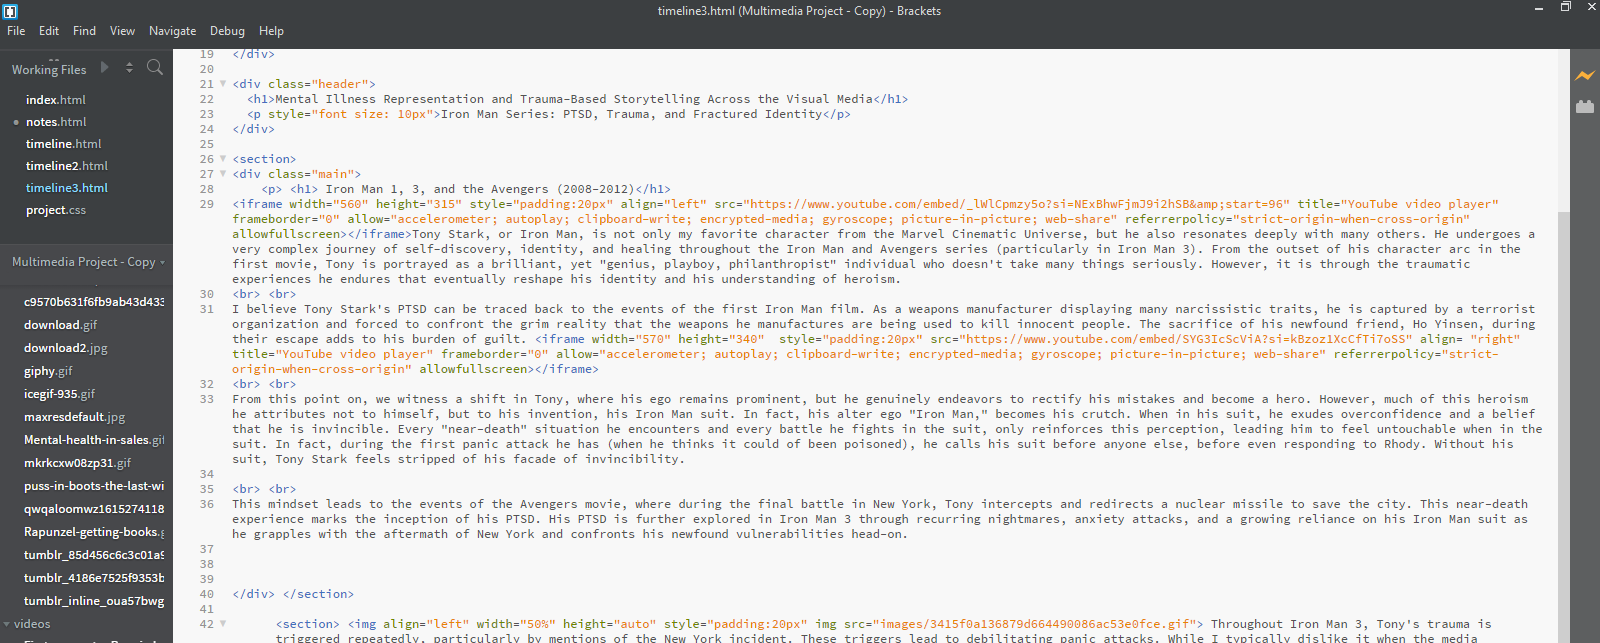 timeline3.html (Multimedia Project - Copy) - Brackets
File Edit Find View Navigate Debug Help
Working Files
index.html
notes.html
timeline.html
timeline2.html
timeline3.html
project.css
Multimedia Project - Copy
c9570b631f6fb9ab43d433
download.gif
download2.jpg
giphy.gif
icegif-935.gif
maxresdefault.jpg
Mental-health-in-sales.gif
mkrkcxw08zp31.gif
puss-in-boots-the-last-wi
qwqaloomwz1615274118
Rapunzel-getting-books.g
tumblr_85d456c6c3c01a9
tumblr_4186e7525f9353b
tumblr_inline_oua57bwg
videos
19 </div>
20
21 <div class="header">
22 <h1>Mental Illness Representation and Trauma-Based Storytelling Across the Visual Media</h1>
23 <p style="font size: 10px">Iron Man Series: PTSD, Trauma, and Fractured Identity</p>
24 </div>
25
26 <section>
27 <div class="main">
28 <p> <h1> Iron Man 1, 3, and the Avengers (2008-2012)</h1>
29 <iframe width="560" height="315" style="padding:20px" align="left" src="https://www.youtube.com/embed/_lWlCpmzy5o?si=NExBhwFjmJ9i2hSB&amp;start=96" title="YouTube video player"
frameborder="0" allow="accelerometer; autoplay; clipboard-write; encrypted-media; gyroscope; picture-in-picture; web-share" referrerpolicy="strict-origin-when-cross-origin"
allowfullscreen></iframe>Tony Stark, or Iron Man, is not only my favorite character from the Marvel Cinematic Universe, but he also resonates deeply with many others. He undergoes a
very complex journey of self-discovery, identity, and healing throughout the Iron Man and Avengers series (particularly in Iron Man 3). From the outset of his character arc in the
first movie, Tony is portrayed as a brilliant, yet "genius, playboy, philanthropist" individual who doesn't take many things seriously. However, it is through the traumatic
experiences he endures that eventually reshape his identity and his understanding of heroism.
30 <br> <br>
31 I believe Tony Stark's PTSD can be traced back to the events of the first Iron Man film. As a weapons manufacturer displaying many narcissistic traits, he is captured by a terrorist
organization and forced to confront the grim reality that the weapons he manufactures are being used to kill innocent people. The sacrifice of his newfound friend, Ho Yinsen, during
their escape adds to his burden of guilt. <iframe width="570" height="340" style="padding:20px" src="https://www.youtube.com/embed/SYG3IcScViA?si=kBzoz1XcCfTi7oSS" align= "right"
title="YouTube video player" frameborder="0" allow="accelerometer; autoplay; clipboard-write; encrypted-media; gyroscope; picture-in-picture; web-share" referrerpolicy="strict-
origin-when-cross-origin" allowfullscreen></iframe>
32 <br> <br>
33 From this point on, we witness a shift in Tony, where his ego remains prominent, but he genuinely endeavors to rectify his mistakes and become a hero. However, much of this heroism
he attributes not to himself, but to his invention, his Iron Man suit. In fact, his alter ego "Iron Man," becomes his crutch. When in his suit, he exudes overconfidence and a belief
that he is invincible. Every "near-death" situation he encounters and every battle he fights in the suit, only reinforces this perception, leading him to feel untouchable when in the
suit. In fact, during the first panic attack he has (when he thinks it could of been poisoned), he calls his suit before anyone else, before even responding to Rhody. Without his
suit, Tony Stark feels stripped of his facade of invincibility.
34
35 <br> <br>
36 This mindset leads to the events of the Avengers movie, where during the final battle in New York, Tony intercepts and redirects a nuclear missile to save the city. This near-death
experience marks the inception of his PTSD. His PTSD is further explored in Iron Man 3 through recurring nightmares, anxiety attacks, and a growing reliance on his Iron Man suit as
he grapples with the aftermath of New York and confronts his newfound vulnerabilities head-on.
37
38
39
40 </div> </section>
41
42 <section> <img align="left" width="50%" height="auto" style="padding:20px" img src="images/3415f0a136879d664490086ac53e0fce.gif"> Throughout Iron Man 3, Tony's trauma is
triggered repeatedly, particularly by mentions of the New York incident. These triggers lead to debilitating panic attacks. While I typically dislike it when the media